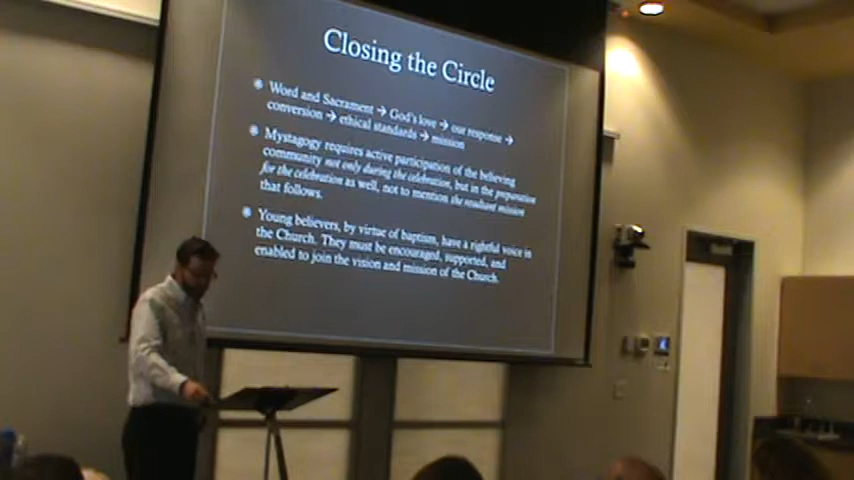 Closing the Circle
Word and Sacrament → God's love → our response →
conversion → ethical standards → mission
Mystagogy requires active participation of the believing
community not only during the celebration, but in the preparation
for the celebration as well, not to mention the resultant mission
that follows.
Young believers, by virtue of baptism, have a rightful voice in
the Church. They must be encouraged, supported, and
enabled to join the vision and mission of the Church.